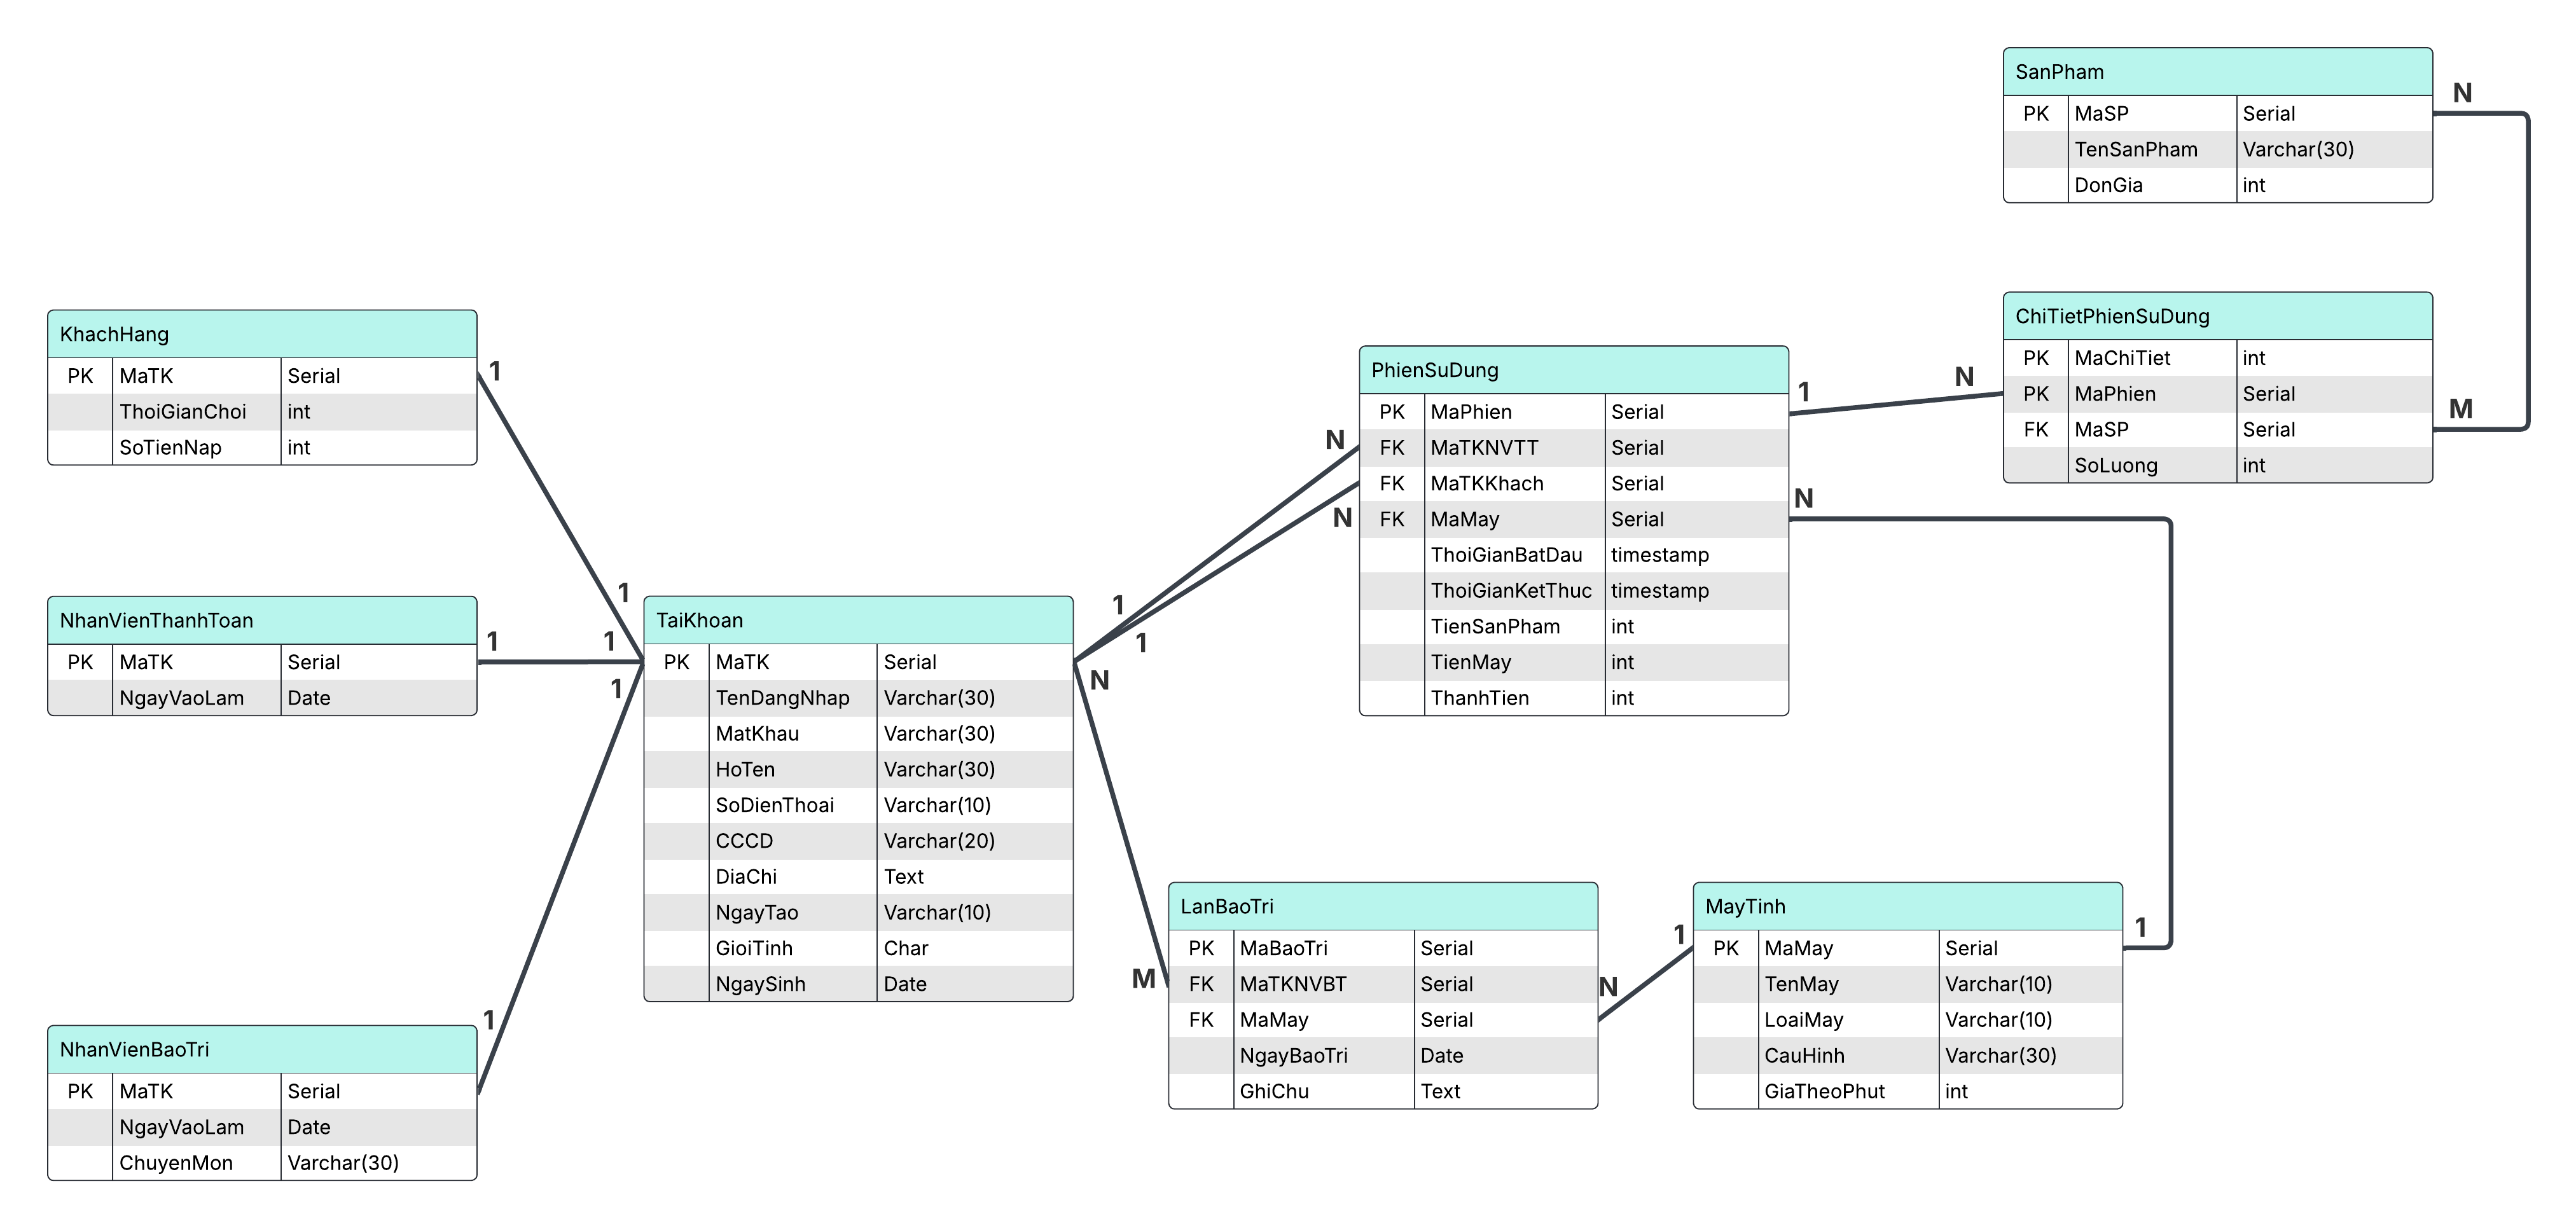 SanPham
PK MaSP Serial
TenSanPham Varchar(30)
DonGia int
N
KhachHang
PK MaTK Serial
ThoiGianChoi int
SoTienNap int
1
1
NhanVienThanhToan
PK MaTK Serial
NgayVaoLam Date
1
1
NhanVienBaoTri
PK MaTK Serial
NgayVaoLam Date
ChuyenMon Varchar(30)
1
1
TaiKhoan
PK MaTK Serial
TenDangNhap Varchar(30)
MatKhau Varchar(30)
HoTen Varchar(30)
SoDienThoai Varchar(10)
CCCD Varchar(20)
DiaChi Text
NgayTao Varchar(10)
GioiTinh Char
NgaySinh Date
1
1
N
N
N
M
PhienSuDung
PK MaPhien Serial
FK MaTKNVTT Serial
FK MaTKKhach Serial
FK MaMay Serial
ThoiGianBatDau timestamp
ThoiGianKetThuc timestamp
TienSanPham int
TienMay int
ThanhTien int
1
N
N
ChiTietPhienSuDung
PK MaChiTiet int
PK MaPhien Serial
FK MaSP Serial
SoLuong int
M
LanBaoTri
PK MaBaoTri Serial
FK MaTKNVBT Serial
FK MaMay Serial
NgayBaoTri Date
GhiChu Text
N
1
MayTinh
PK MaMay Serial
TenMay Varchar(10)
LoaiMay Varchar(10)
CauHinh Varchar(30)
GiaTheoPhut int
1